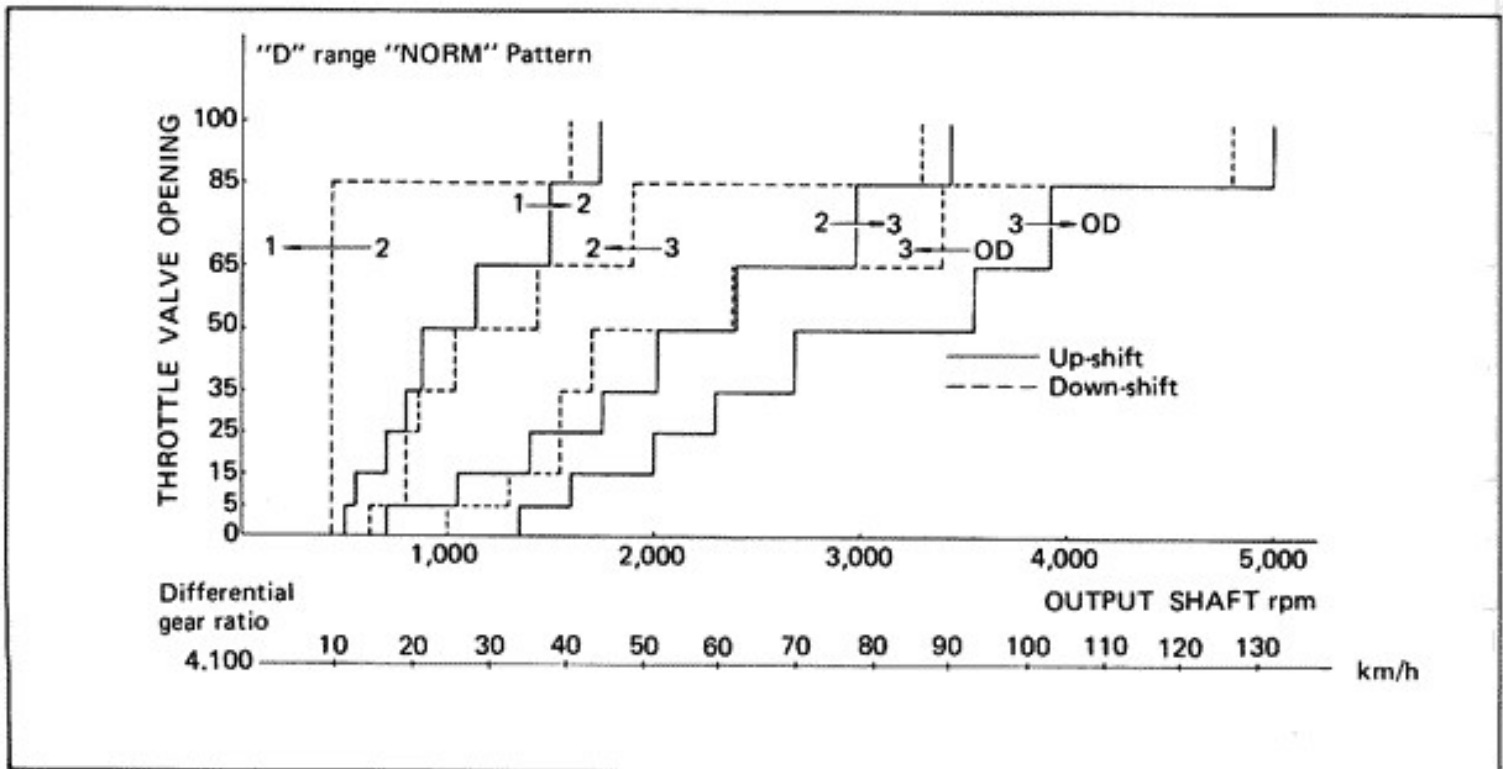 "D" range "NORM" Pattern
THROTTLE VALVE OPENING
100
85
65
50
35
25
15
5
0
1 2
1 2
2 3
2 3
3 OD
3 OD
Up-shift
Down-shift
1,000 2,000 3,000 4,000 5,000
OUTPUT SHAFT rpm
Differential
gear ratio
4.100
10 20 30 40 50 60 70 80 90 100 110 120 130
km/h